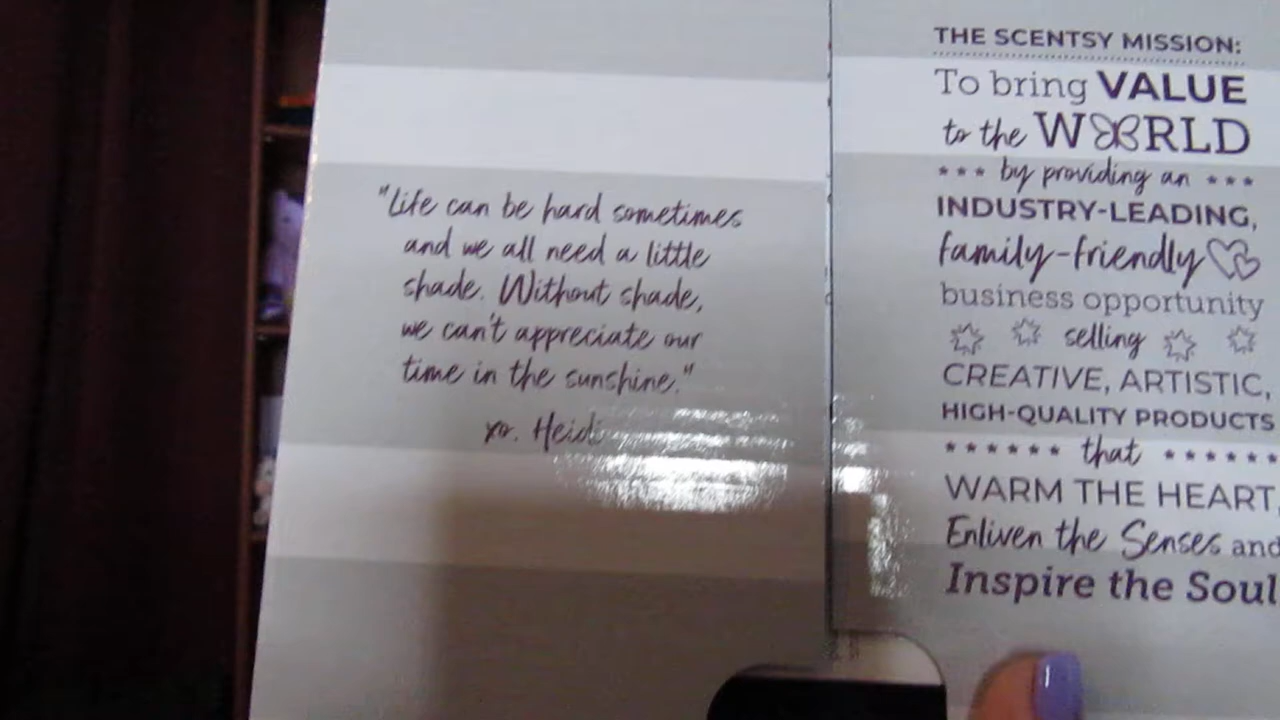 "Life can be hard sometimes
and we all need a little
shade. Without shade,
we can't appreciate our
time in the sunshine."
xo. Heidi
THE SCENTSY MISSION:
To bring VALUE
to the WORLD
*** by providing an ***
INDUSTRY-LEADING,
family-friendly
business opportunity
selling
CREATIVE, ARTISTIC,
HIGH-QUALITY PRODUCTS
****** that ******
WARM THE HEART,
Enliven the Senses and
Inspire the Soul